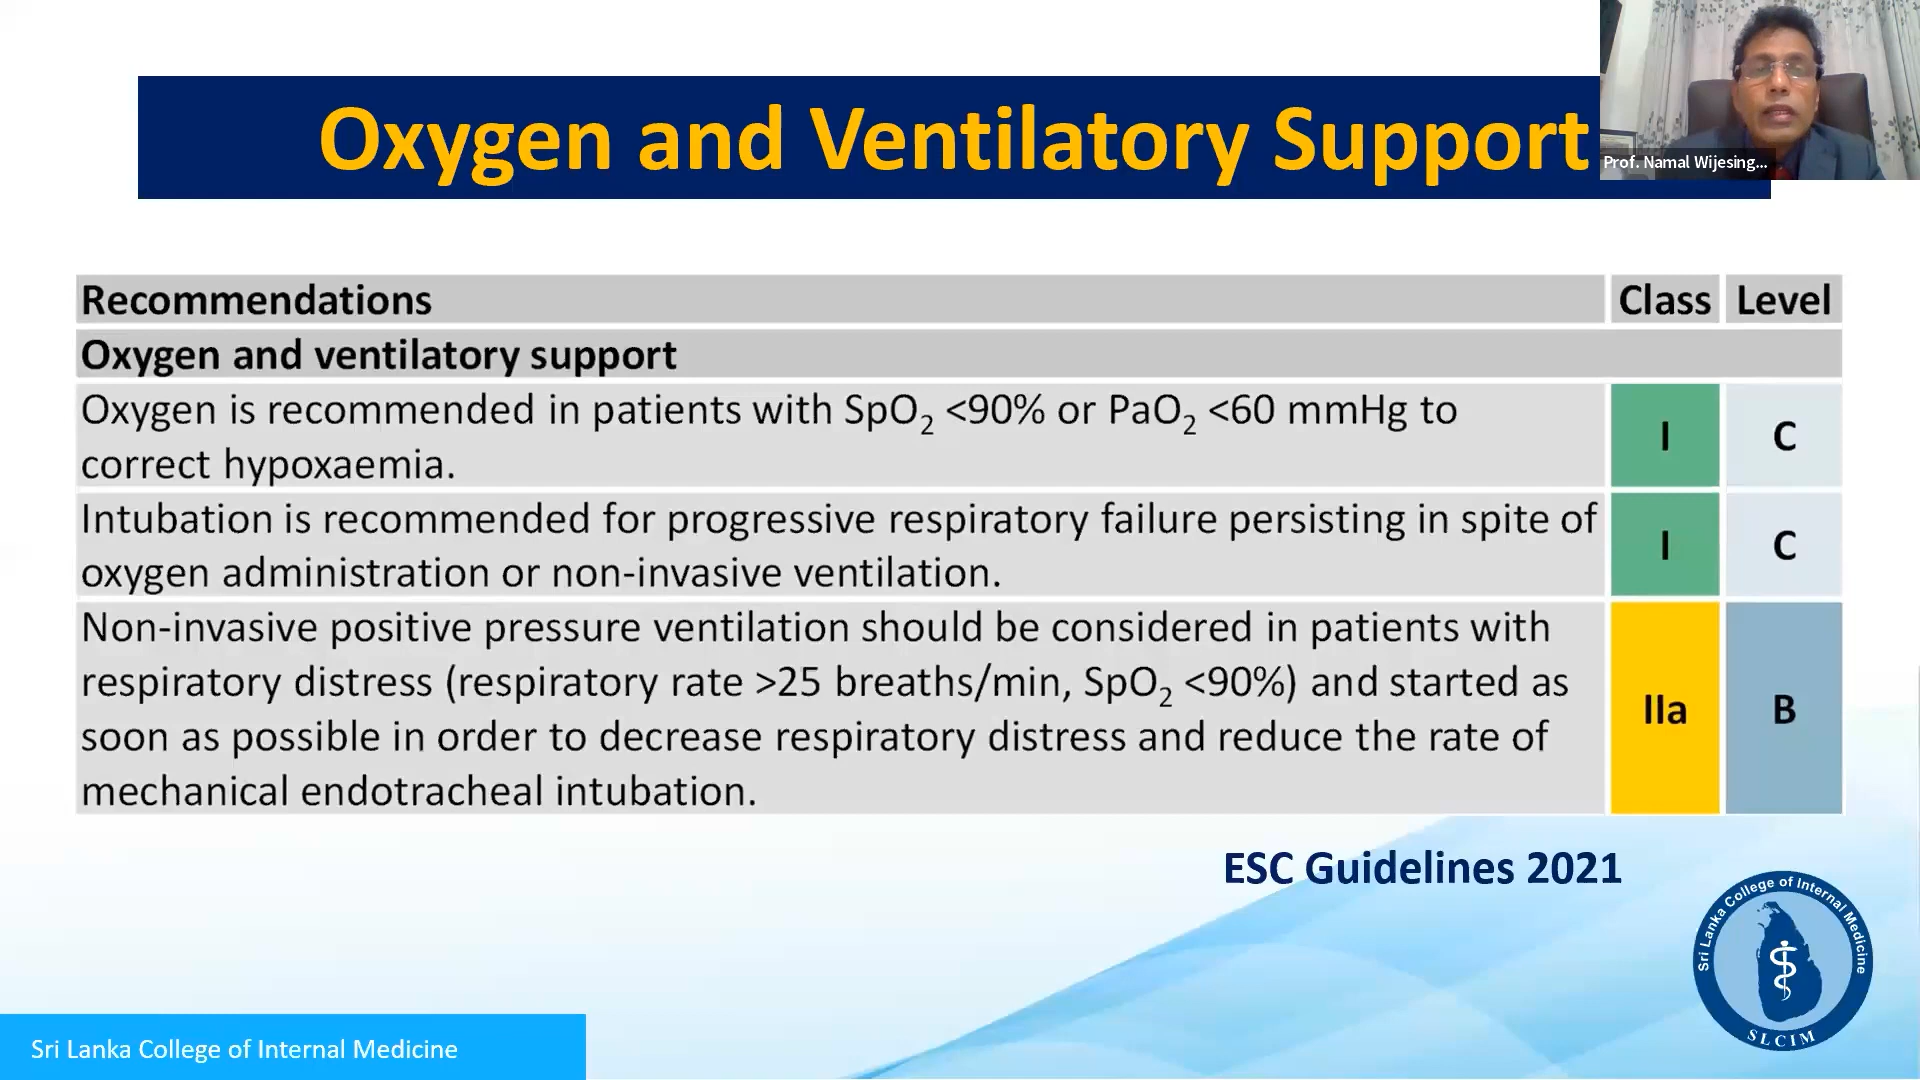 Oxygen and Ventilatory Support
Prof. Namal Wijesing...
Recommendations Class Level
Oxygen and ventilatory support
Oxygen is recommended in patients with SpO₂ <90% or PaO₂ <60 mmHg to
correct hypoxaemia.
I C
Intubation is recommended for progressive respiratory failure persisting in spite of
oxygen administration or non-invasive ventilation.
I C
Non-invasive positive pressure ventilation should be considered in patients with
respiratory distress (respiratory rate >25 breaths/min, SpO₂ <90%) and started as
soon as possible in order to decrease respiratory distress and reduce the rate of
mechanical endotracheal intubation.
IIa B
ESC Guidelines 2021
Sri Lanka College of Internal Medicine
SLCIM
Sri Lanka College of Internal Medicine